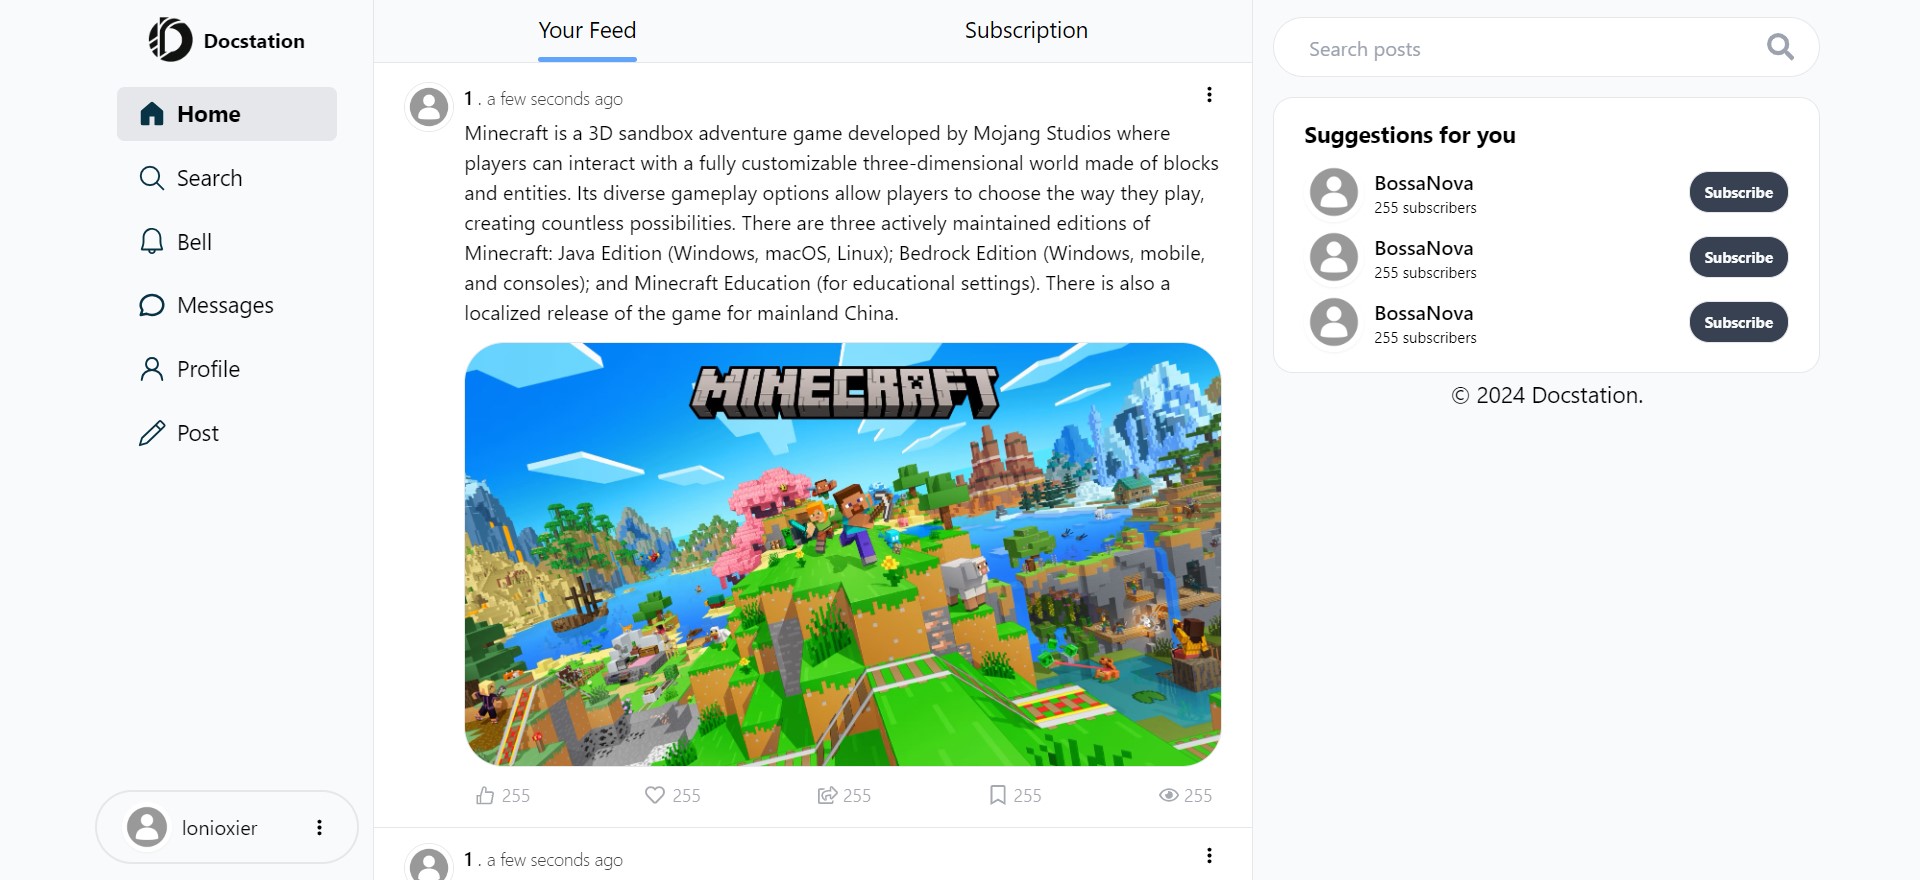 Docstation
Home
Search
Bell
Messages
Profile
Post
lonioxier
Your Feed
Subscription
1 . a few seconds ago
Minecraft is a 3D sandbox adventure game developed by Mojang Studios where
players can interact with a fully customizable three-dimensional world made of blocks
and entities. Its diverse gameplay options allow players to choose the way they play,
creating countless possibilities. There are three actively maintained editions of
Minecraft: Java Edition (Windows, macOS, Linux); Bedrock Edition (Windows, mobile,
and consoles); and Minecraft Education (for educational settings). There is also a
localized release of the game for mainland China.
MINECRAFT
255
255
255
255
255
1 . a few seconds ago
Search posts
Suggestions for you
BossaNova
255 subscribers
Subscribe
BossaNova
255 subscribers
Subscribe
BossaNova
255 subscribers
Subscribe
© 2024 Docstation.